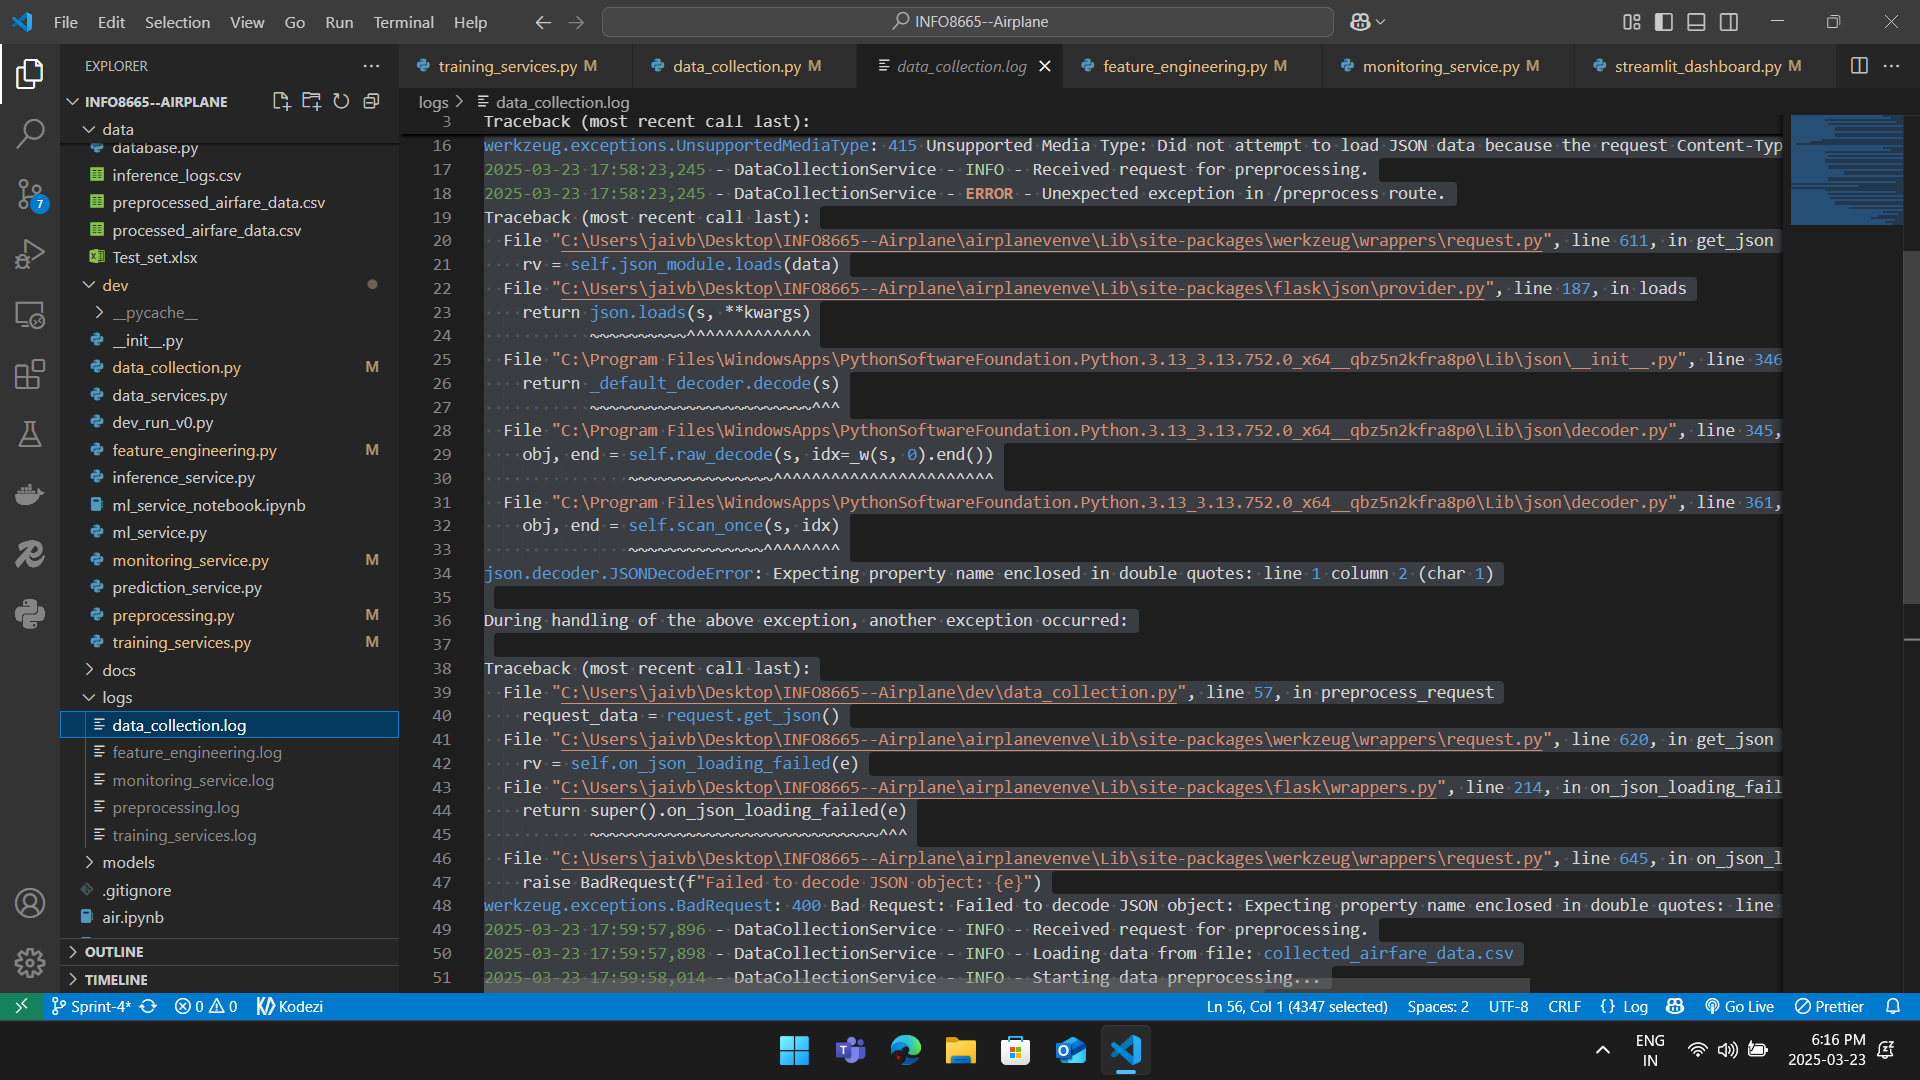 File Edit Selection View Go Run Terminal Help
INFO8665--Airplane
EXPLORER
INFO8665--AIRPLANE
data
database.py
inference_logs.csv
preprocessed_airfare_data.csv
processed_airfare_data.csv
Test_set.xlsx
dev
__pycache__
__init__.py
data_collection.py M
data_services.py
dev_run_v0.py
feature_engineering.py M
inference_service.py
ml_service_notebook.ipynb
ml_service.py
monitoring_service.py M
prediction_service.py
preprocessing.py M
training_services.py M
docs
logs
data_collection.log
feature_engineering.log
monitoring_service.log
preprocessing.log
training_services.log
models
.gitignore
air.ipynb
OUTLINE
TIMELINE
7
training_services.py M data_collection.py M data_collection.log feature_engineering.py M monitoring_service.py M streamlit_dashboard.py M
logs > data_collection.log
3 Traceback (most recent call last):
16 werkzeug.exceptions.UnsupportedMediaType: 415 Unsupported Media Type: Did not attempt to load JSON data because the request Content-Typ
17 2025-03-23 17:58:23,245 - DataCollectionService - INFO - Received request for preprocessing.
18 2025-03-23 17:58:23,245 - DataCollectionService - ERROR - Unexpected exception in /preprocess route.
19 Traceback (most recent call last):
20 File "C:\Users\jaivb\Desktop\INFO8665--Airplane\airplanevenve\Lib\site-packages\werkzeug\wrappers\request.py", line 611, in get_json
21 rv = self.json_module.loads(data)
22 File "C:\Users\jaivb\Desktop\INFO8665--Airplane\airplanevenve\Lib\site-packages\flask\json\provider.py", line 187, in loads
23 return json.loads(s, **kwargs)
24 ~~~~~~~~~~^^^^^^^^^^^^^
25 File "C:\Program Files\WindowsApps\PythonSoftwareFoundation.Python.3.13_3.13.752.0_x64__qbz5n2kfra8p0\Lib\json\__init__.py", line 346
26 return _default_decoder.decode(s)
27 ~~~~~~~~~~~~~~~~~~~~~~~^^^
28 File "C:\Program Files\WindowsApps\PythonSoftwareFoundation.Python.3.13_3.13.752.0_x64__qbz5n2kfra8p0\Lib\json\decoder.py", line 345,
29 obj, end = self.raw_decode(s, idx=_w(s, 0).end())
30 ~~~~~~~~~~~~~~~^^^^^^^^^^^^^^^^^^^^^^^
31 File "C:\Program Files\WindowsApps\PythonSoftwareFoundation.Python.3.13_3.13.752.0_x64__qbz5n2kfra8p0\Lib\json\decoder.py", line 361,
32 obj, end = self.scan_once(s, idx)
33 ~~~~~~~~~~~~~~^^^^^^^^
34 json.decoder.JSONDecodeError: Expecting property name enclosed in double quotes: line 1 column 2 (char 1)
35
36 During handling of the above exception, another exception occurred:
37
38 Traceback (most recent call last):
39 File "C:\Users\jaivb\Desktop\INFO8665--Airplane\dev\data_collection.py", line 57, in preprocess_request
40 request_data = request.get_json()
41 File "C:\Users\jaivb\Desktop\INFO8665--Airplane\airplanevenve\Lib\site-packages\werkzeug\wrappers\request.py", line 620, in get_json
42 rv = self.on_json_loading_failed(e)
43 File "C:\Users\jaivb\Desktop\INFO8665--Airplane\airplanevenve\Lib\site-packages\flask\wrappers.py", line 214, in on_json_loading_fail
44 return super().on_json_loading_failed(e)
45 ~~~~~~~~~~~~~~~~~~~~~~~~~~~~~~^^^
46 File "C:\Users\jaivb\Desktop\INFO8665--Airplane\airplanevenve\Lib\site-packages\werkzeug\wrappers\request.py", line 645, in on_json_l
47 raise BadRequest(f"Failed to decode JSON object: {e}")
48 werkzeug.exceptions.BadRequest: 400 Bad Request: Failed to decode JSON object: Expecting property name enclosed in double quotes: line
49 2025-03-23 17:59:57,896 - DataCollectionService - INFO - Received request for preprocessing.
50 2025-03-23 17:59:57,898 - DataCollectionService - INFO - Loading data from file: collected_airfare_data.csv
51 2025-03-23 17:59:58,014 - DataCollectionService - INFO - Starting data preprocessing...
Sprint-4* 0 0 Kodezi Ln 56, Col 1 (4347 selected) Spaces: 2 UTF-8 CRLF {} Log Go Live Prettier
ENG
IN
6:16 PM
2025-03-23